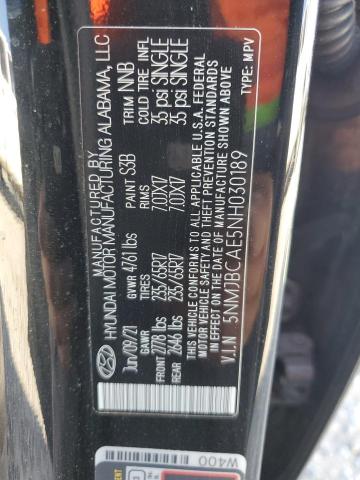 MANUFACTURED BY
HYUNDAI MOTOR MANUFACTURING ALABAMA, LLC
Jun/09/21 GVWR 4761lbs PAINT S3B TRIM NNB
GAWR TIRES RIMS COLD TIRE INFL
FRONT 2778 lbs 235/65R17 7.0JX17 35 psi SINGLE
REAR 2646 lbs 235/65R17 7.0JX17 35 psi SINGLE
THIS VEHICLE CONFORMS TO ALL APPLICABLE U.S.A. FEDERAL
MOTOR VEHICLE SAFETY, BUMPER, AND THEFT PREVENTION STANDARDS
IN EFFECT ON THE DATE OF MANUFACTURE SHOWN ABOVE
V.I.N 5NMJBCAE5NH030189 TYPE: MPV
W400